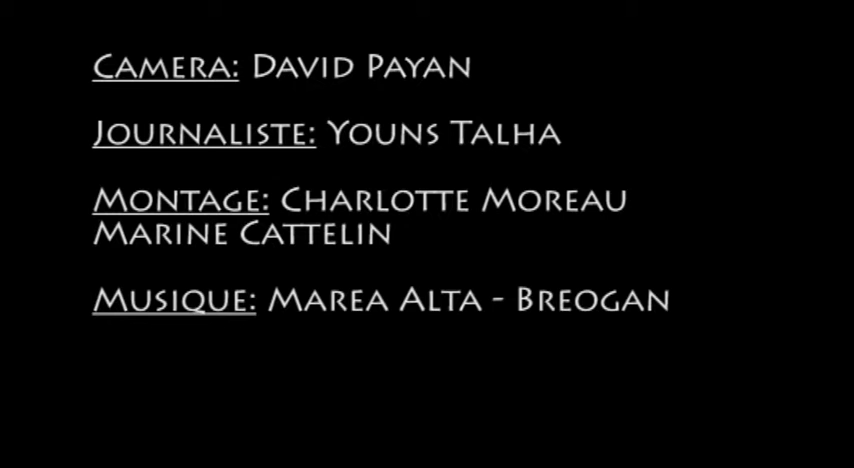 CAMERA: DAVID PAYAN
JOURNALISTE: YOUNS TALHA
MONTAGE: CHARLOTTE MOREAU
MARINE CATTELIN
MUSIQUE: MAREA ALTA - BREOGAN